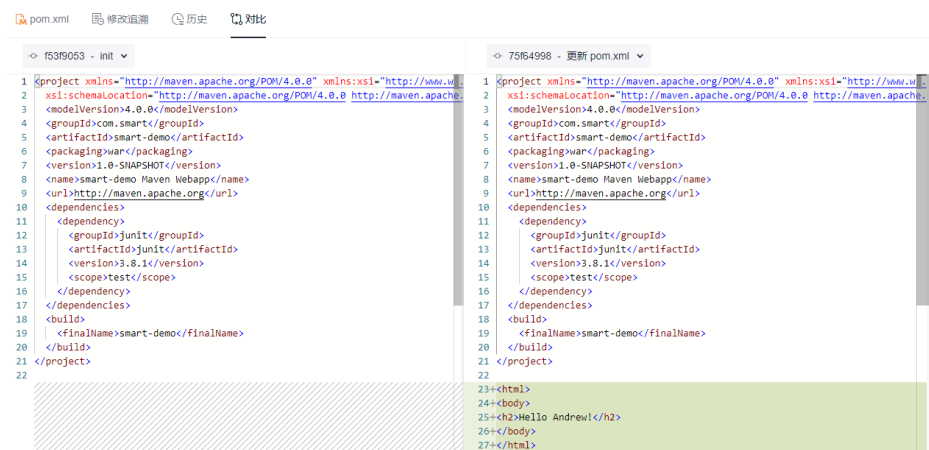 pom.xml 修改追溯 历史 对比
f53f9053 - init
1 <project xmlns="http://maven.apache.org/POM/4.0.0" xmlns:xsi="http://www.w
2 xsi:schemaLocation="http://maven.apache.org/POM/4.0.0 http://maven.apache.
3 <modelVersion>4.0.0</modelVersion>
4 <groupId>com.smart</groupId>
5 <artifactId>smart-demo</artifactId>
6 <packaging>war</packaging>
7 <version>1.0-SNAPSHOT</version>
8 <name>smart-demo Maven Webapp</name>
9 <url>http://maven.apache.org</url>
10 <dependencies>
11 <dependency>
12 <groupId>junit</groupId>
13 <artifactId>junit</artifactId>
14 <version>3.8.1</version>
15 <scope>test</scope>
16 </dependency>
17 </dependencies>
18 <build>
19 <finalName>smart-demo</finalName>
20 </build>
21 </project>
22
75f64998 - 更新 pom.xml
1 <project xmlns="http://maven.apache.org/POM/4.0.0" xmlns:xsi="http://www.w
2 xsi:schemaLocation="http://maven.apache.org/POM/4.0.0 http://maven.apache.
3 <modelVersion>4.0.0</modelVersion>
4 <groupId>com.smart</groupId>
5 <artifactId>smart-demo</artifactId>
6 <packaging>war</packaging>
7 <version>1.0-SNAPSHOT</version>
8 <name>smart-demo Maven Webapp</name>
9 <url>http://maven.apache.org</url>
10 <dependencies>
11 <dependency>
12 <groupId>junit</groupId>
13 <artifactId>junit</artifactId>
14 <version>3.8.1</version>
15 <scope>test</scope>
16 </dependency>
17 </dependencies>
18 <build>
19 <finalName>smart-demo</finalName>
20 </build>
21 </project>
22
23+<html>
24+<body>
25+<h2>Hello Andrew!</h2>
26+</body>
27+</html>